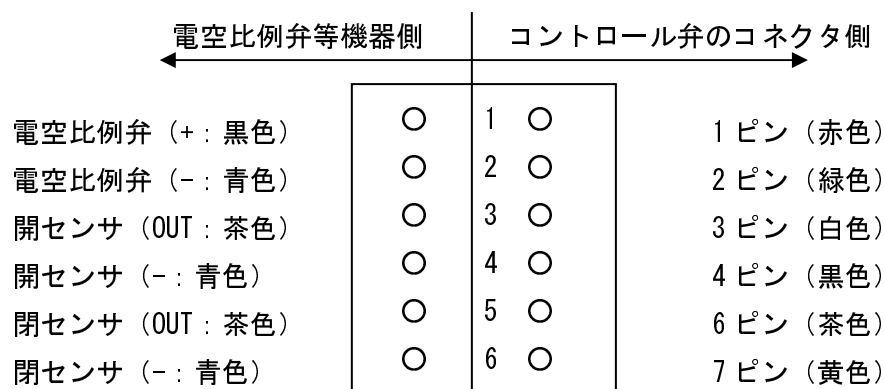 電空比例弁等機器側 コントロール弁のコネクタ側
電空比例弁（+：黒色） 1 1ピン（赤色）
電空比例弁（-：青色） 2 2ピン（緑色）
開センサ（OUT：茶色） 3 3ピン（白色）
開センサ（-：青色） 4 4ピン（黒色）
閉センサ（OUT：茶色） 5 6ピン（茶色）
閉センサ（-：青色） 6 7ピン（黄色）